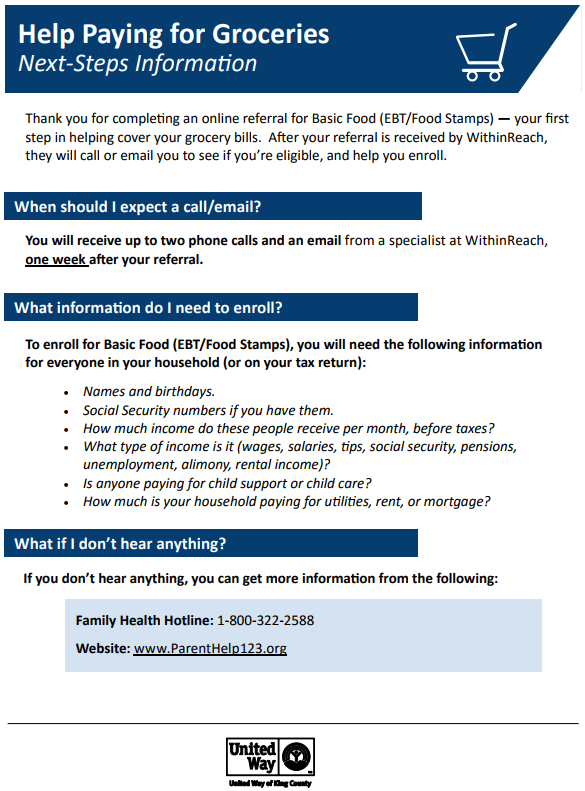 Help Paying for Groceries
Next-Steps Information
Thank you for completing an online referral for Basic Food (EBT/Food Stamps) — your first
step in helping cover your grocery bills.  After your referral is received by WithinReach,
they will call or email you to see if you're eligible, and help you enroll.
When should I expect a call/email?
You will receive up to two phone calls and an email from a specialist at WithinReach,
one week after your referral.
What information do I need to enroll?
To enroll for Basic Food (EBT/Food Stamps), you will need the following information
for everyone in your household (or on your tax return):
• Names and birthdays.
• Social Security numbers if you have them.
• How much income do these people receive per month, before taxes?
• What type of income is it (wages, salaries, tips, social security, pensions,
unemployment, alimony, rental income)?
• Is anyone paying for child support or child care?
• How much is your household paying for utilities, rent, or mortgage?
What if I don't hear anything?
If you don't hear anything, you can get more information from the following:
Family Health Hotline: 1-800-322-2588
Website: www.ParentHelp123.org
United
Way
United Way of King County